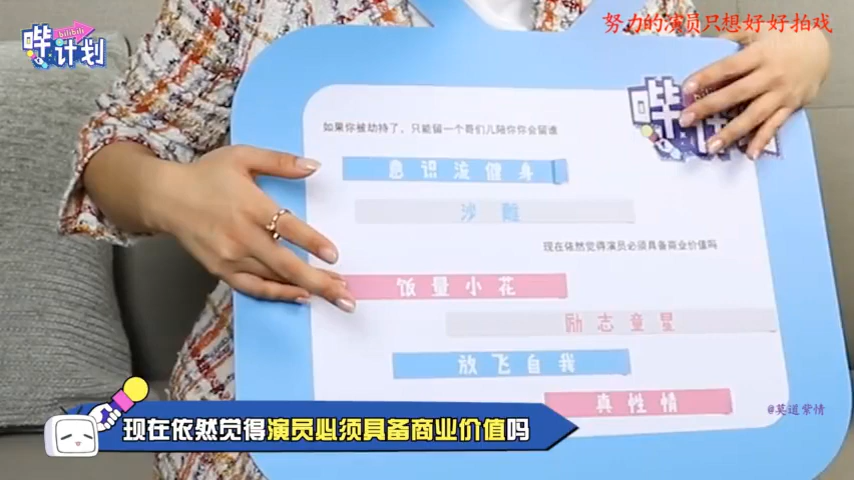 努力的演员只想好好拍戏
bilibili
哔计划
如果你被劫持了，只能留一个哥们儿陪你你会留谁
哔
意识流健身
沙雕
现在依然觉得演员必须具备商业价值吗
饭量小花
励志童星
放飞自我
真性情
@莫道紫情
现在依然觉得演员必须具备商业价值吗